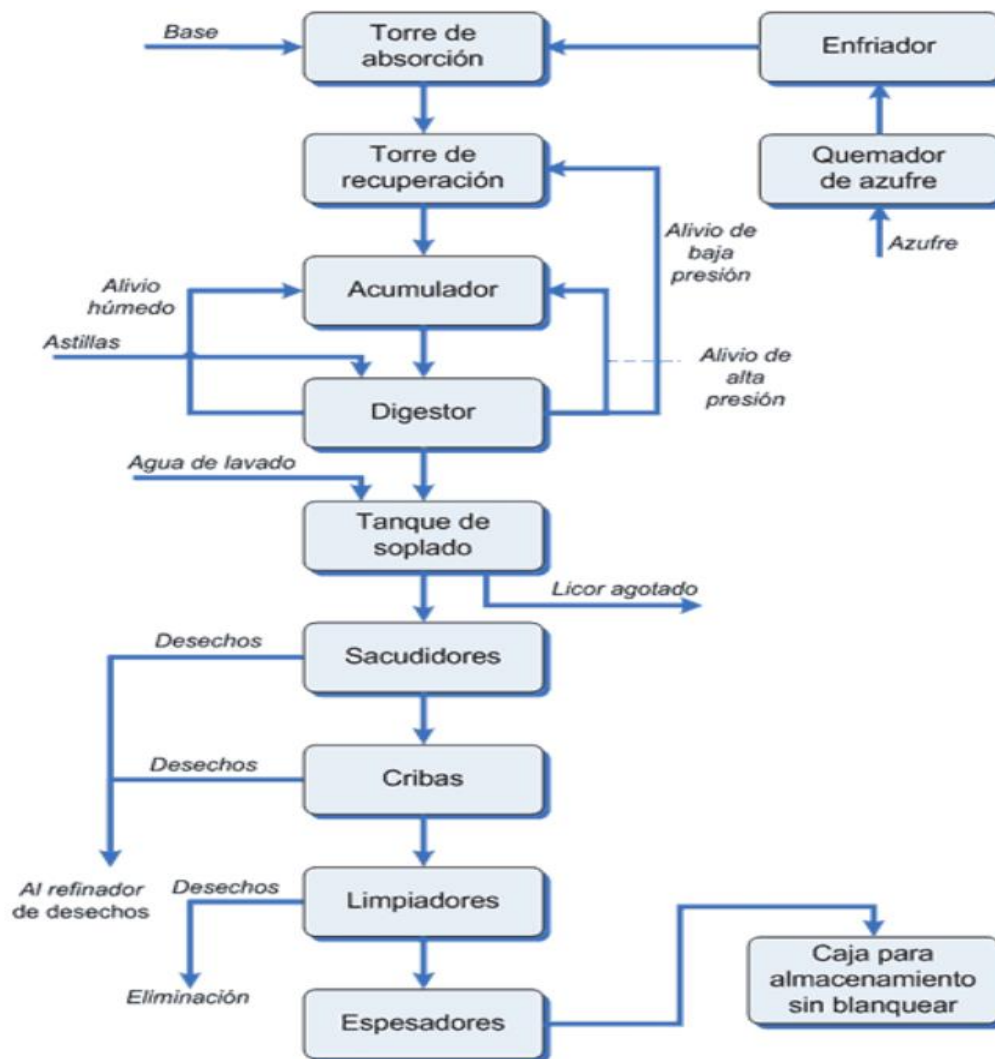 Base
Torre de
absorción
Enfriador
Torre de
recuperación
Quemador
de azufre
Alivio de
baja
presión
Azufre
Alivio
húmedo
Acumulador
Astillas
Alivio de
alta
presión
Digestor
Agua de lavado
Tanque de
soplado
Licor agotado
Desechos
Sacudidores
Desechos
Cribas
Al refinador
de desechos
Desechos
Limpiadores
Caja para
almacenamiento
sin blanquear
Eliminación
Espesadores